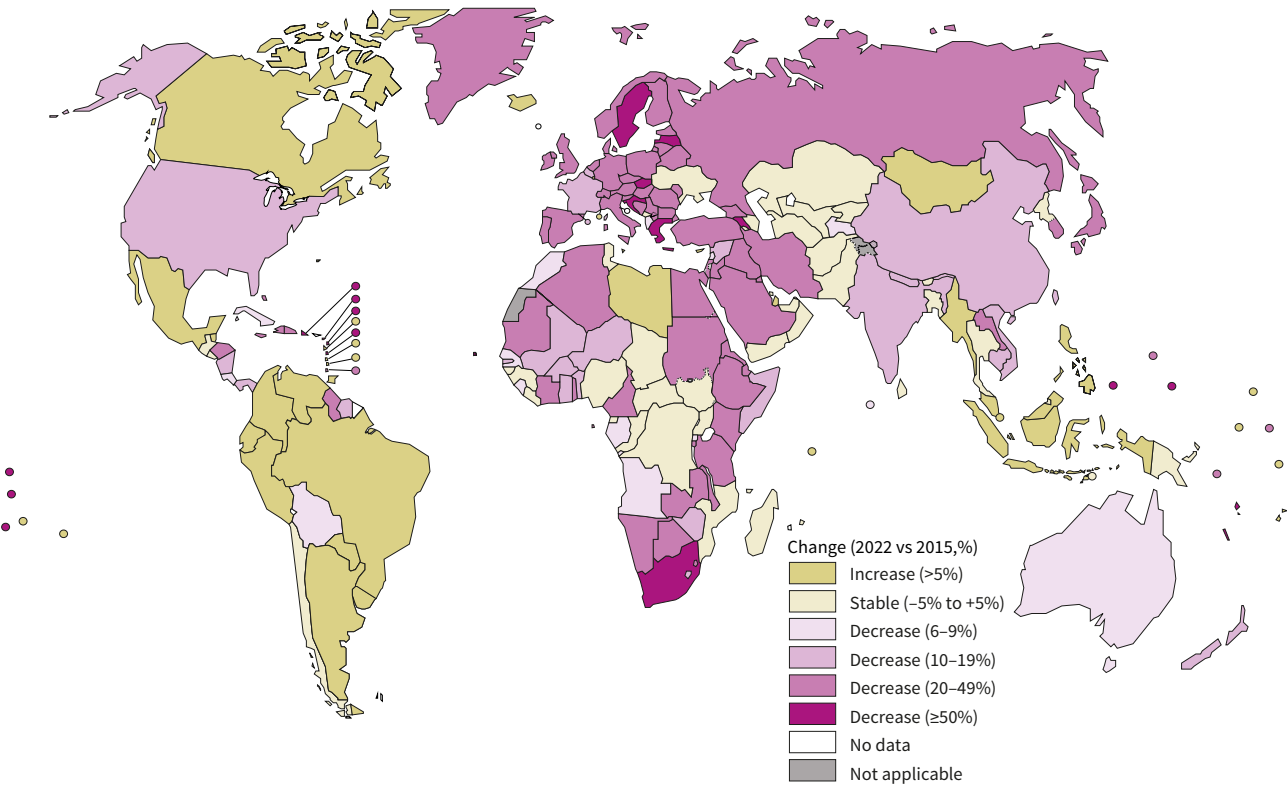 Change (2022 vs 2015,%)
Increase (>5%)
Stable (–5% to +5%)
Decrease (6–9%)
Decrease (10–19%)
Decrease (20–49%)
Decrease (≥50%)
No data
Not applicable